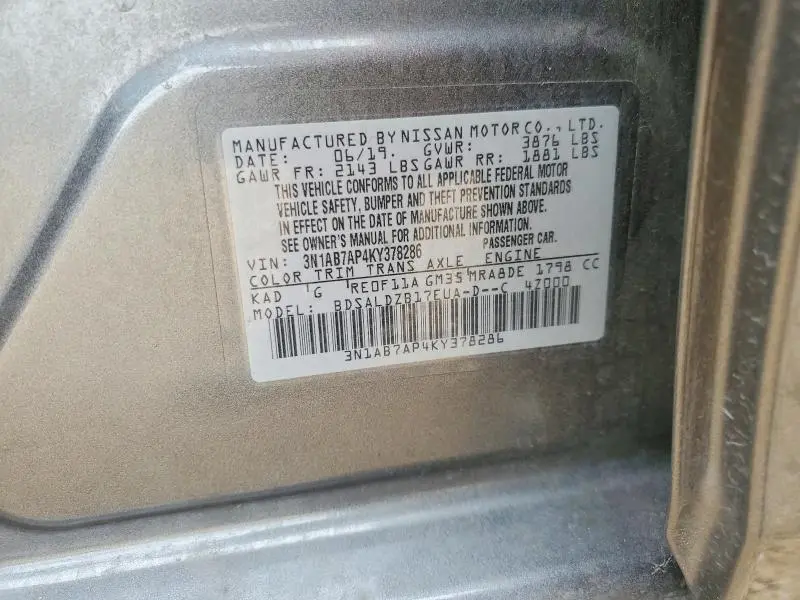 MANUFACTURED BY NISSAN MOTOR CO., LTD.
DATE: 06/19. GVWR: 3876 LBS
GAWR FR: 2143 LBS GAWR RR: 1881 LBS
THIS VEHICLE CONFORMS TO ALL APPLICABLE FEDERAL MOTOR
VEHICLE SAFETY, BUMPER AND THEFT PREVENTION STANDARDS
IN EFFECT ON THE DATE OF MANUFACTURE SHOWN ABOVE.
SEE OWNER'S MANUAL FOR ADDITIONAL INFORMATION.
VIN: 3N1AB7AP4KY378286 PASSENGER CAR.
COLOR TRIM TRANS AXLE ENGINE
KAD G RE0F11A GM35 MRA8DE 1798 CC
MODEL: BDSALDZB17EUA-D--C 4Z000
3N1AB7AP4KY378286